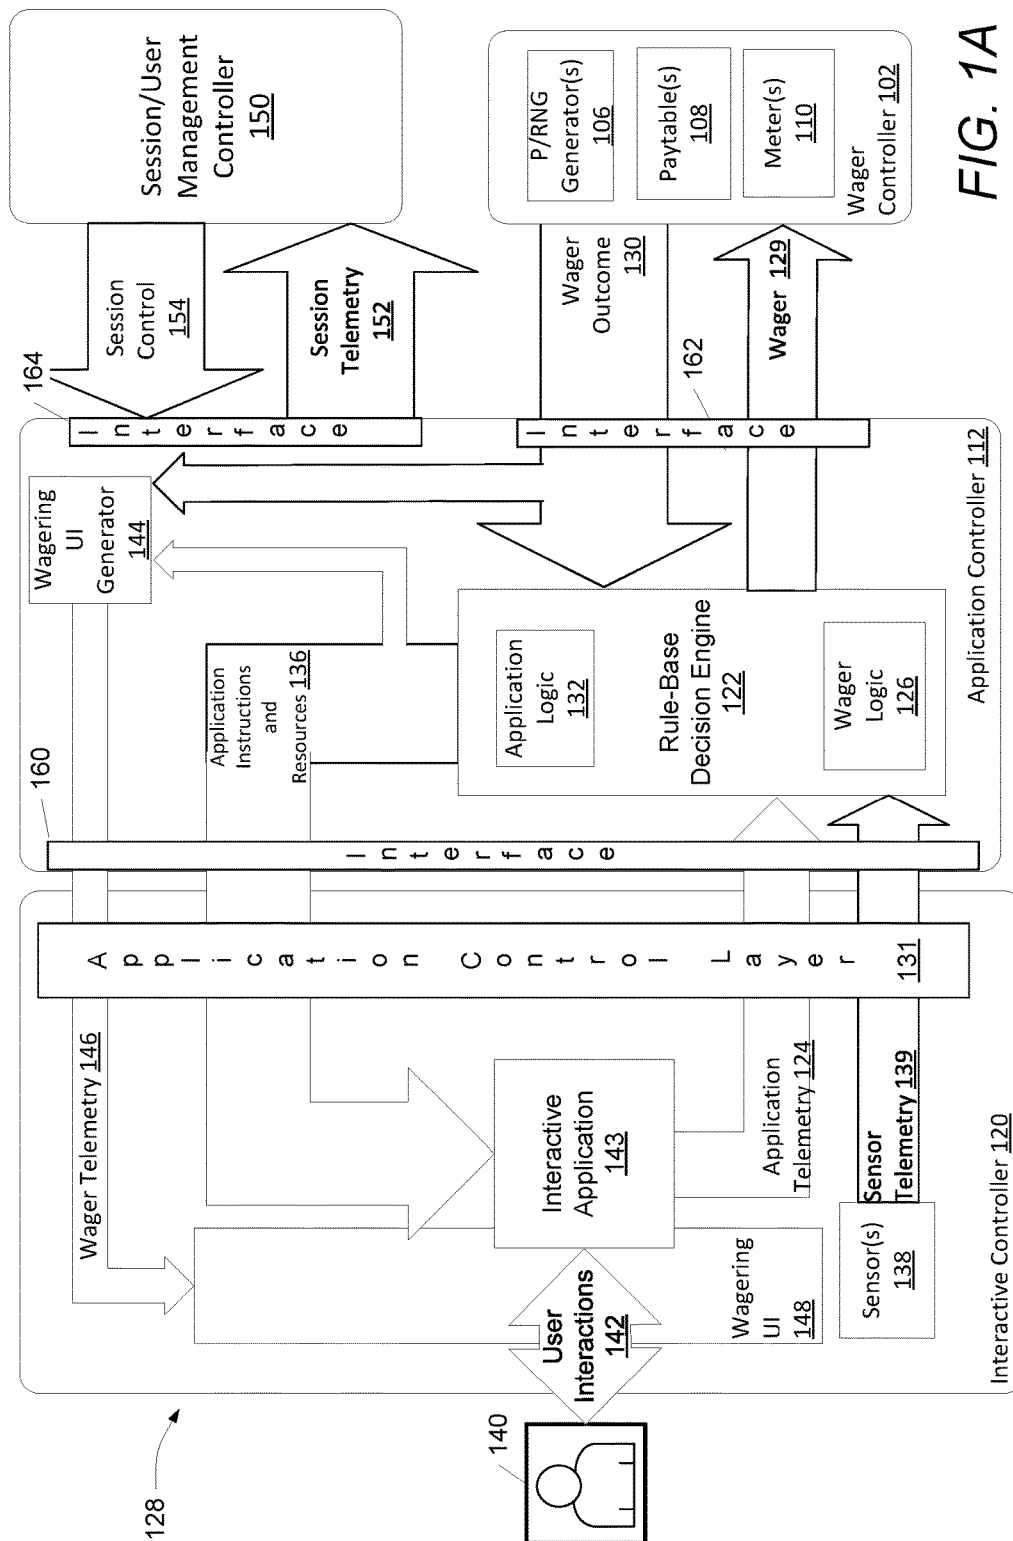 128
140
User
Interactions
142
Interactive Controller 120
Wager Telemetry 146
Interactive
Application
143
Wagering
UI
148
Sensor(s)
138
Application
Telemetry 124
Sensor
Telemetry 139
Application Control Layer 131
160
Interface
Application Controller 112
Wagering
UI
Generator
144
Application
Instructions
and
Resources 136
Application
Logic
132
Rule-Base
Decision Engine
122
Wager
Logic
126
164
Interface
Interface
162
Session
Control
154
Session
Telemetry
152
Wager
Outcome
130
Wager 129
Session/User
Management
Controller
150
P/RNG
Generator(s)
106
Paytable(s)
108
Meter(s)
110
Wager
Controller 102
FIG. 1A